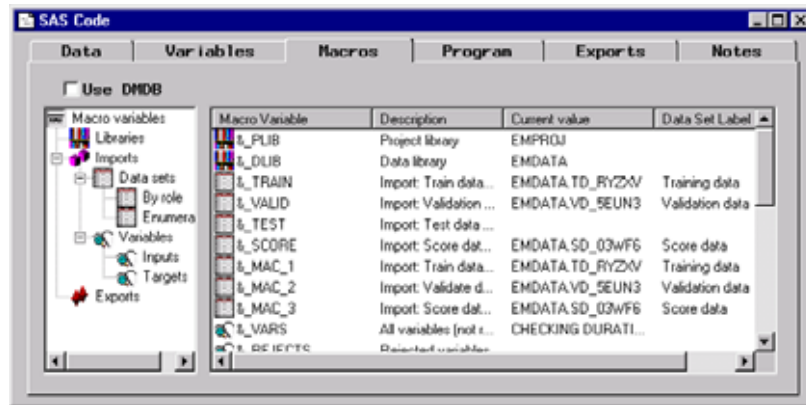 SAS Code
Data Variables Macros Program Exports Notes
Use DMDB
Macro variables
Libraries
Imports
Data sets
By role
Enumera
Variables
Inputs
Targets
Exports
Macro Variable Description Current value Data Set Label
&_PLIB Project library EMPROJ
&_DLIB Data library EMDATA
&_TRAIN Import: Train data... EMDATA.TD_RYZXV Training data
&_VALID Import: Validation ... EMDATA.VD_5EUN3 Validation data
&_TEST Import: Test data ...
&_SCORE Import: Score dat... EMDATA.SD_03WF6 Score data
&_MAC_1 Import: Train data... EMDATA.TD_RYZXV Training data
&_MAC_2 Import: Validate d... EMDATA.VD_5EUN3 Validation data
&_MAC_3 Import: Score dat... EMDATA.SD_03WF6 Score data
&_VARS All variables (not r... CHECKING DURATI...
&_REJECTS Rejected variables